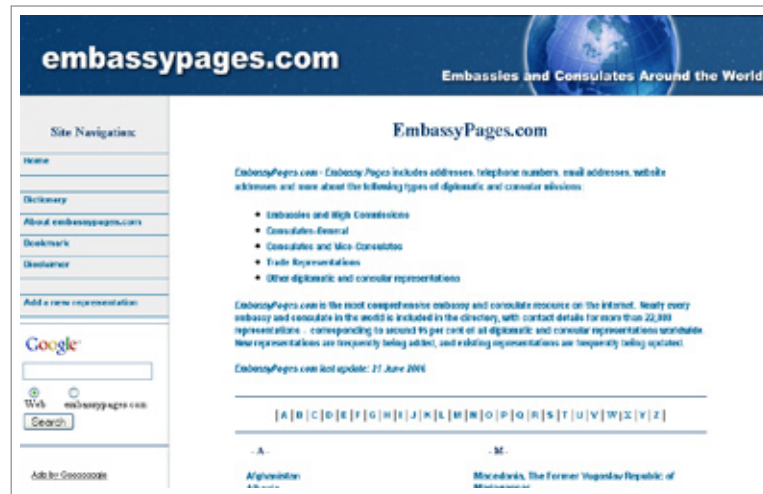 embassypages.com
Embassies and Consulates Around the World
Site Navigation:
Home
Dictionary
About embassypages.com
Bookmark
Disclaimer
Add a new representation
Google
Web embassypages.com
Search
Ads by Goooooogle
EmbassyPages.com
EmbassyPages.com - Embassy Pages includes addresses, telephone numbers, email addresses, website
addresses and more about the following types of diplomatic and consular missions:
Embassies and High Commissions
Consulates-General
Consulates and Vice-Consulates
Trade Representations
Other diplomatic and consular representations
EmbassyPages.com is the most comprehensive embassy and consulate resource on the internet. Nearly every
embassy and consulate in the world is included in the directory, with contact details for more than 22,000
representations - corresponding to around 95 per cent of all diplomatic and consular representations worldwide.
New representations are frequently being added, and existing representations are frequently being updated.
EmbassyPages.com last update: 21 June 2006
| A | B | C | D | E | F | G | H | I | J | K | L | M | N | O | P | Q | R | S | T | U | V | W | X | Y | Z |
- A -
Afghanistan
Albania
- M -
Macedonia, The Former Yugoslav Republic of
Madagascar